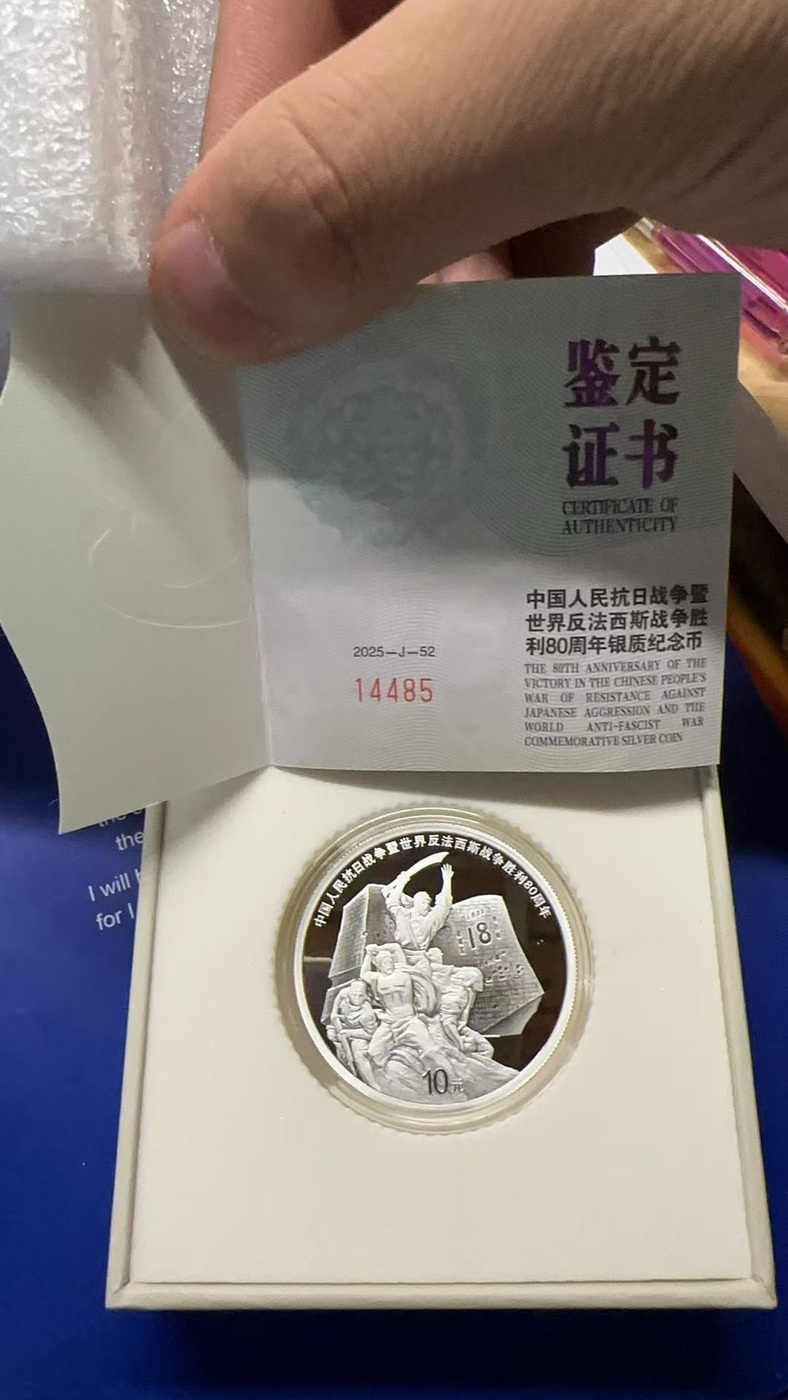 鉴定
证书
CERTIFICATE OF
AUTHENTICITY
中国人民抗日战争暨
世界反法西斯战争胜
利80周年银质纪念币
THE 80TH ANNIVERSARY OF THE
VICTORY IN THE CHINESE PEOPLE'S
WAR OF RESISTANCE AGAINST
JAPANESE AGGRESSION AND THE
WORLD ANTI-FASCIST WAR
COMMEMORATIVE SILVER COIN
2025-J-52
14485
中国人民抗日战争暨世界反法西斯战争胜利80周年
18
10元
the
I will
for I